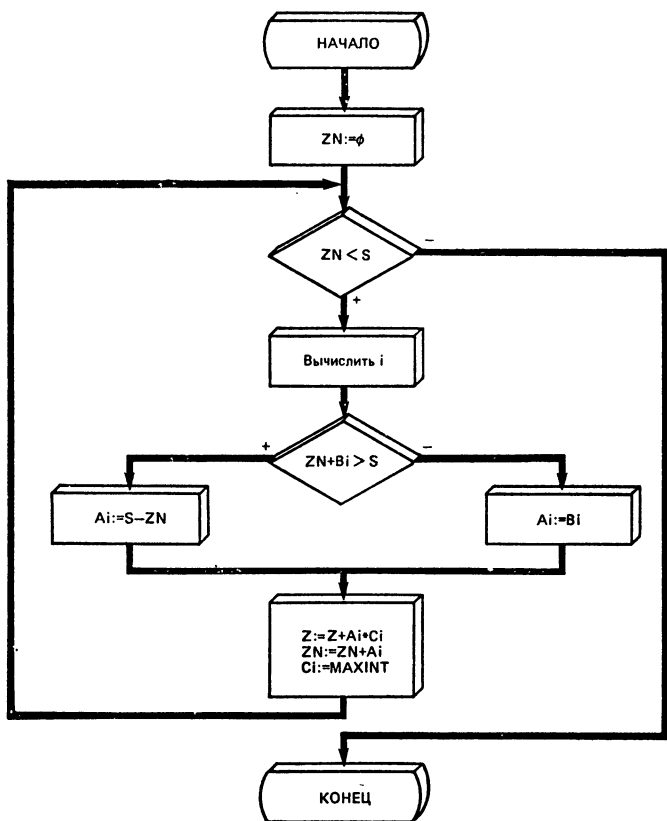 НАЧАЛО
ZN:=ϕ
ZN < S
−
+
Вычислить i
+
ZN+Bi > S
−
Ai:=S−ZN
Ai:=Bi
Z:=Z+Ai•Ci
ZN:=ZN+Ai
Ci:=MAXINT
КОНЕЦ